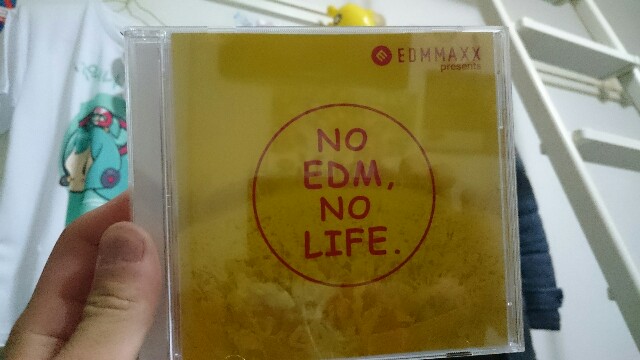 EDMMAXX
presents
NO
EDM,
NO
LIFE.